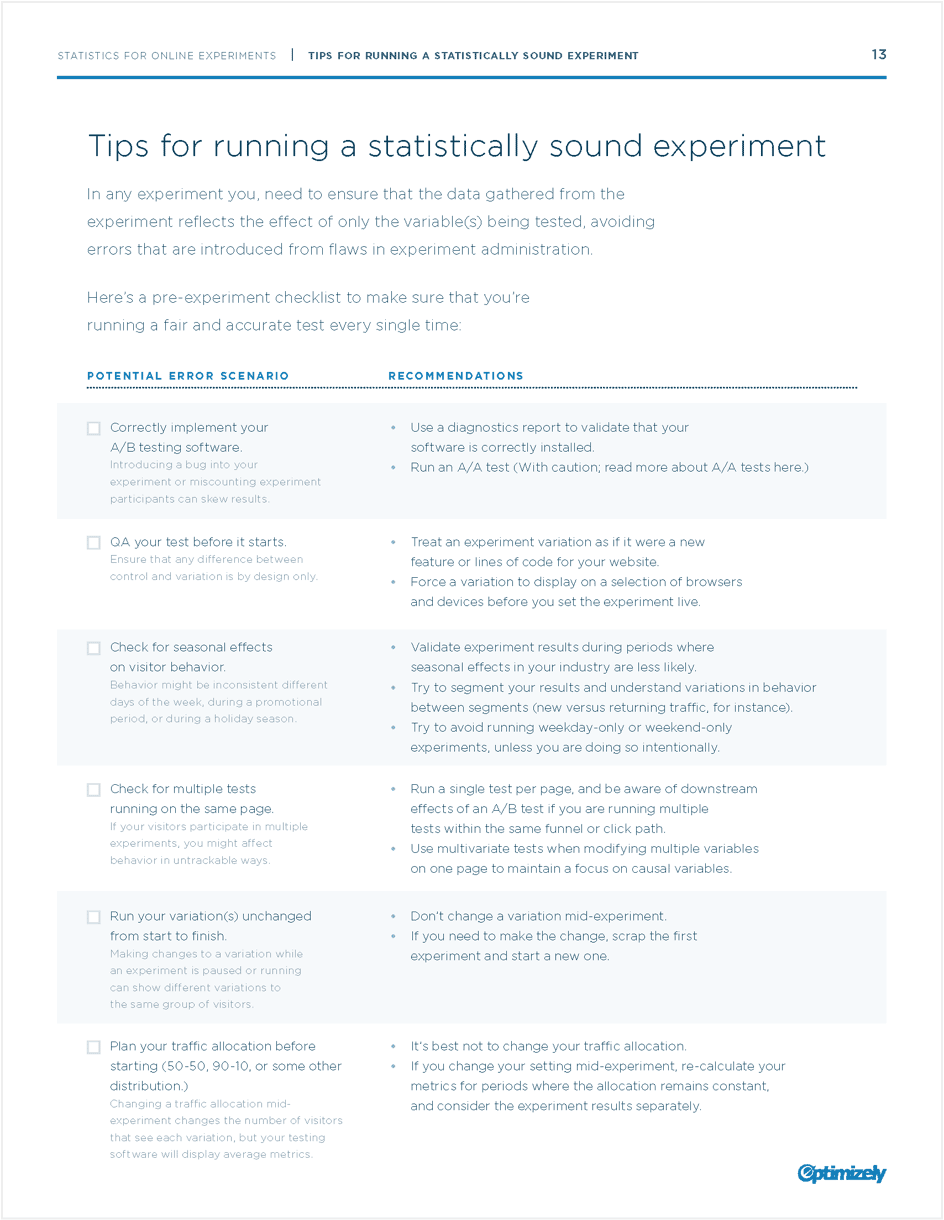 STATISTICS FOR ONLINE EXPERIMENTS | TIPS FOR RUNNING A STATISTICALLY SOUND EXPERIMENT 13
Tips for running a statistically sound experiment
In any experiment you, need to ensure that the data gathered from the
experiment reflects the effect of only the variable(s) being tested, avoiding
errors that are introduced from flaws in experiment administration.
Here's a pre-experiment checklist to make sure that you're
running a fair and accurate test every single time:
POTENTIAL ERROR SCENARIO
RECOMMENDATIONS
Correctly implement your
A/B testing software.
Introducing a bug into your
experiment or miscounting experiment
participants can skew results.
• Use a diagnostics report to validate that your
software is correctly installed.
• Run an A/A test (With caution; read more about A/A tests here.)
QA your test before it starts.
Ensure that any difference between
control and variation is by design only.
• Treat an experiment variation as if it were a new
feature or lines of code for your website.
• Force a variation to display on a selection of browsers
and devices before you set the experiment live.
Check for seasonal effects
on visitor behavior.
Behavior might be inconsistent different
days of the week, during a promotional
period, or during a holiday season.
• Validate experiment results during periods where
seasonal effects in your industry are less likely.
• Try to segment your results and understand variations in behavior
between segments (new versus returning traffic, for instance).
• Try to avoid running weekday-only or weekend-only
experiments, unless you are doing so intentionally.
Check for multiple tests
running on the same page.
If your visitors participate in multiple
experiments, you might affect
behavior in untrackable ways.
• Run a single test per page, and be aware of downstream
effects of an A/B test if you are running multiple
tests within the same funnel or click path.
• Use multivariate tests when modifying multiple variables
on one page to maintain a focus on causal variables.
Run your variation(s) unchanged
from start to finish.
Making changes to a variation while
an experiment is paused or running
can show different variations to
the same group of visitors.
• Don't change a variation mid-experiment.
• If you need to make the change, scrap the first
experiment and start a new one.
Plan your traffic allocation before
starting (50-50, 90-10, or some other
distribution.)
Changing a traffic allocation mid-
experiment changes the number of visitors
that see each variation, but your testing
software will display average metrics.
• It's best not to change your traffic allocation.
• If you change your setting mid-experiment, re-calculate your
metrics for periods where the allocation remains constant,
and consider the experiment results separately.
Optimizely